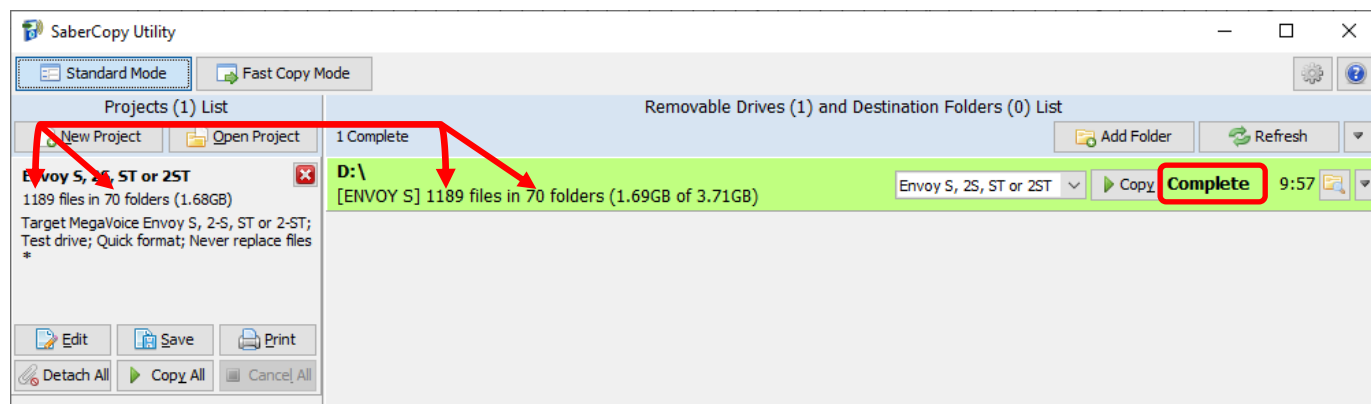 SaberCopy Utility
Standard Mode
Fast Copy Mode
Projects (1) List
Removable Drives (1) and Destination Folders (0) List
New Project
Open Project
1 Complete
Add Folder
Refresh
Envoy S, 2S, ST or 2ST
1189 files in 70 folders (1.68GB)
Target MegaVoice Envoy S, 2-S, ST or 2-ST;
Test drive; Quick format; Never replace files
*
D:\
[ENVOY S] 1189 files in 70 folders (1.69GB of 3.71GB)
Envoy S, 2S, ST or 2ST
Copy
Complete
9:57
Edit
Save
Print
Detach All
Copy All
Cancel All